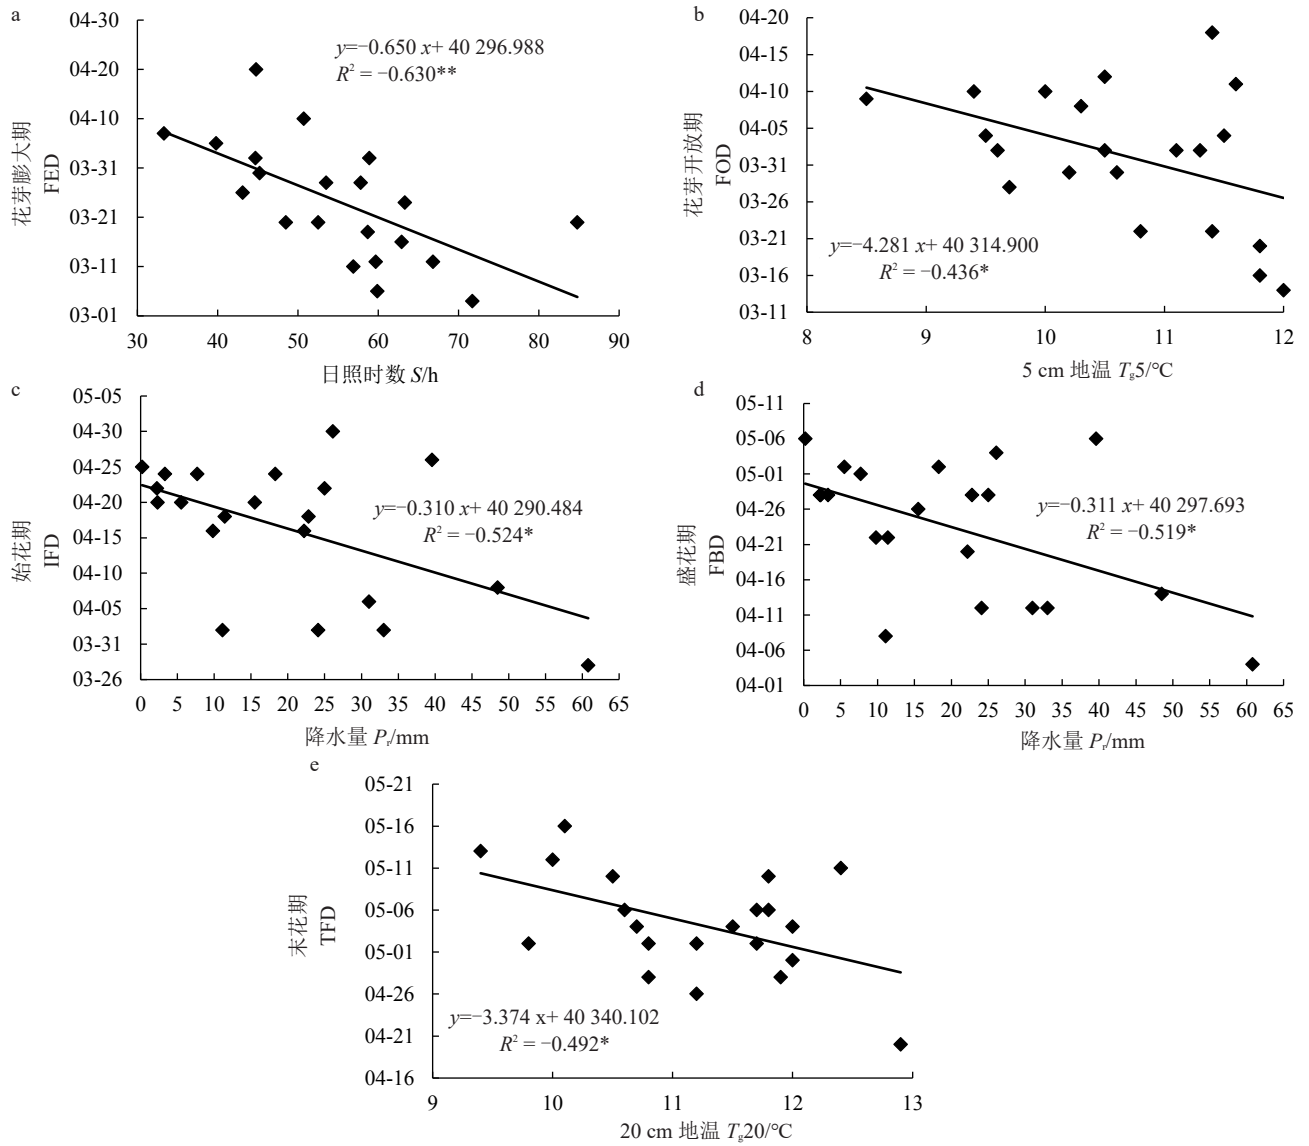 a
04-30
04-20
04-10
03-31
03-21
03-11
03-01
花芽膨大期
FED
y=−0.650 x+ 40 296.988
R² = −0.630**
30 40 50 60 70 80 90
日照时数 S/h
b
04-20
04-15
04-10
04-05
03-31
03-26
03-21
03-16
03-11
花芽开放期
FOD
y=−4.281 x+ 40 314.900
R² = −0.436*
8 9 10 11 12
5 cm 地温 Tg5/℃
c
05-05
04-30
04-25
04-20
04-15
04-10
04-05
03-31
03-26
始花期
IFD
y=−0.310 x+ 40 290.484
R² = −0.524*
0 5 10 15 20 25 30 35 40 45 50 55 60 65
降水量 Pr/mm
d
05-11
05-06
05-01
04-26
04-21
04-16
04-11
04-06
04-01
盛花期
FBD
y=−0.311 x+ 40 297.693
R² = −0.519*
0 5 10 15 20 25 30 35 40 45 50 55 60 65
降水量 Pr/mm
e
05-21
05-16
05-11
05-06
05-01
04-26
04-21
04-16
末花期
TFD
y=−3.374 x+ 40 340.102
R² = −0.492*
9 10 11 12 13
20 cm 地温 Tg20/℃